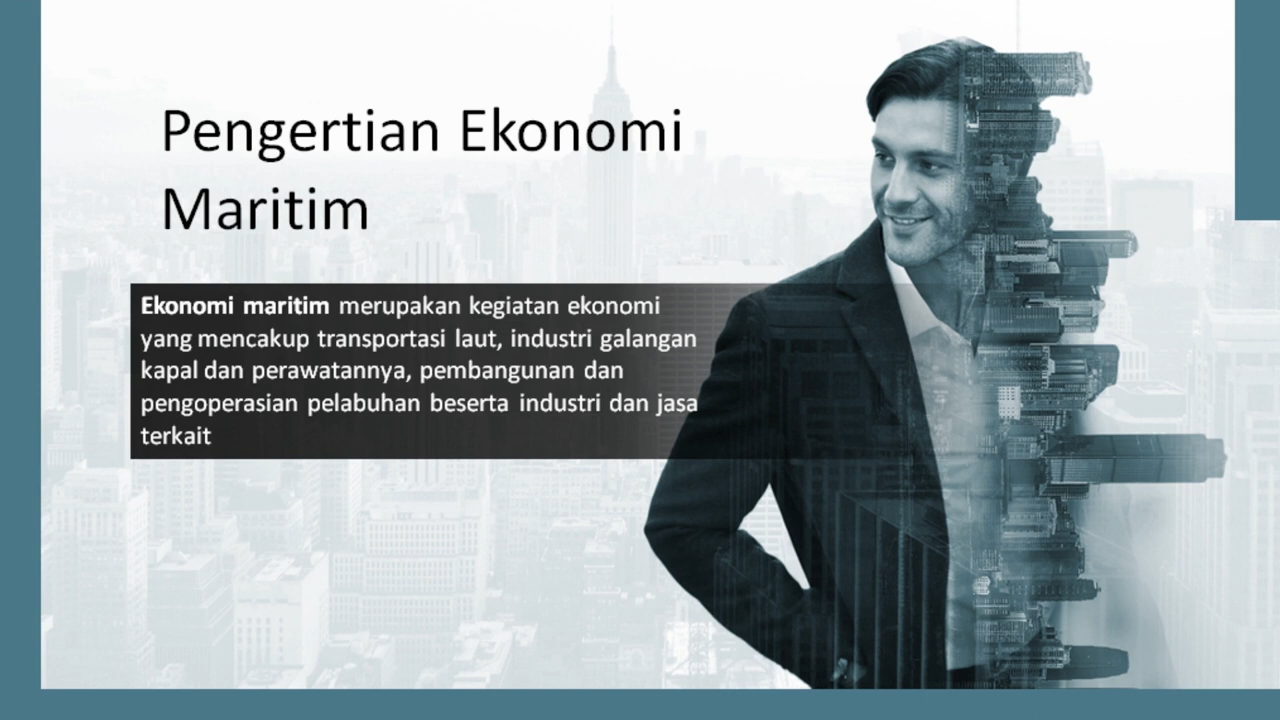 Pengertian Ekonomi
Maritim
Ekonomi maritim merupakan kegiatan ekonomi
yang mencakup transportasi laut, industri galangan
kapal dan perawatannya, pembangunan dan
pengoperasian pelabuhan beserta industri dan jasa
terkait